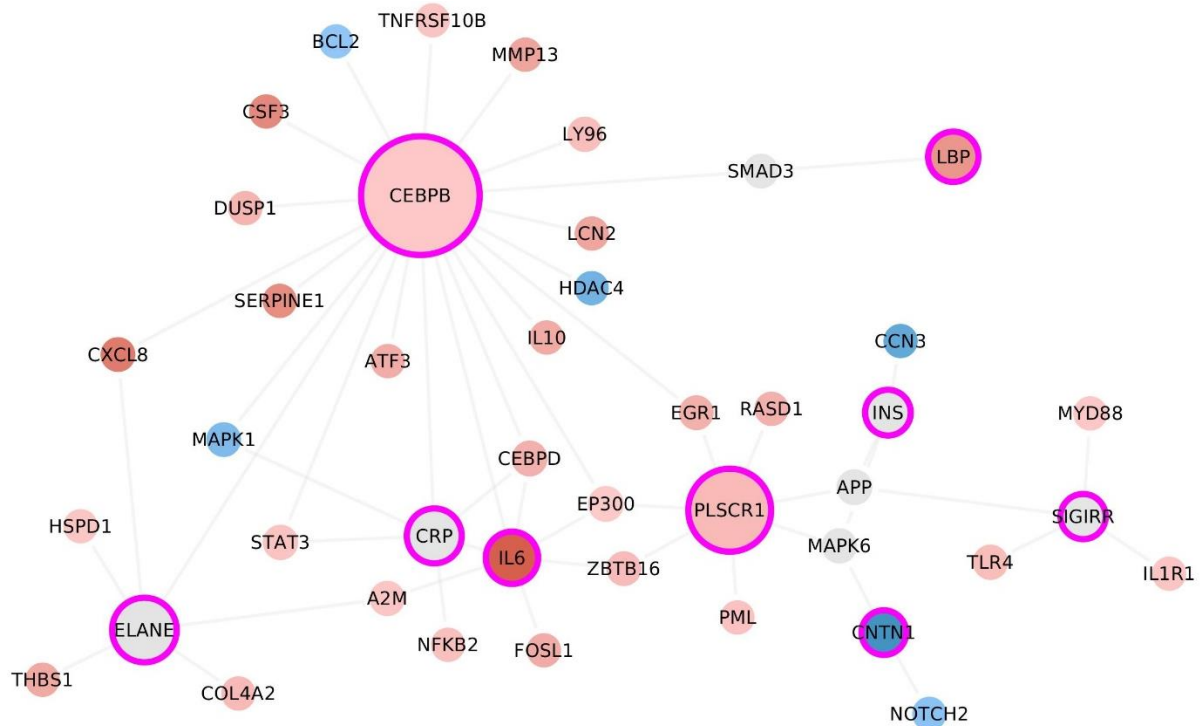 TNFRSF10B
BCL2
MMP13
CSF3
LY96
LBP
SMAD3
CEBPB
DUSP1
LCN2
HDAC4
SERPINE1
IL10
CCN3
CXCL8
ATF3
EGR1
RASD1
INS
MYD88
MAPK1
CEBPD
APP
EP300
PLSCR1
SIGIRR
HSPD1
STAT3
CRP
MAPK6
IL6
ZBTB16
TLR4
IL1R1
A2M
PML
ELANE
CNTN1
NFKB2
FOSL1
THBS1
COL4A2
NOTCH2